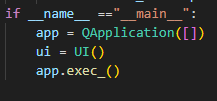 if __name__ =="__main__":
    app = QApplication([])
    ui = UI()
    app.exec_()